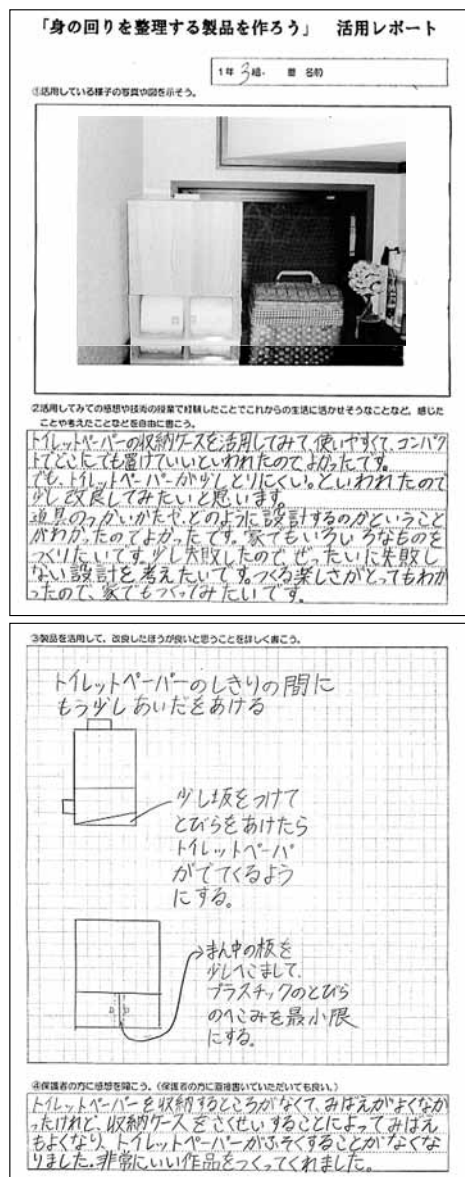 「身の回りを整理する製品を作ろう」 活用レポート
1年 3組- 番 名前
①活用している様子の写真や図を示そう。
②活用してみての感想や技術の授業で経験したことでこれからの生活に活かせそうなことなど、感じた
ことや考えたことなどを自由に書こう。
トイレットペーパーの収納ケースを活用してみて、使いやすくて、コンパク
トでどこにでも置けていいといわれたのでよかったです。
でも、トイレットペーパーが少しとりにくい。といわれたので
少し改良してみたいと思います。
道具のつかいかたや、どのように設計するのかということ
がわかったのでよかったです。家でもいろいろなものを
つくりたいです。少し失敗したので、ぜったいに失敗し
ない設計を考えたいです。つくる楽しさがとってもわか
ったので、家でもつくってみたいです。
③製品を活用して、改良したほうが良いと思うことを詳しく書こう。
トイレットペーパーのしきりの間に
もう少しあいだをあける
少し坂をつけて
とびらをあけたら
トイレットペーパ
がでてくるよう
にする。
まん中の板を
少しへこまして、
プラスチックのとびら
のへこみを最小限
にする。
④保護者の方に感想を聞こう。(保護者の方に直接書いていただいても良い。)
トイレットペーパーを収納するところがなくて、みばえがよくなか
ったけれど、収納ケースをさくせいすることによってみばえ
もよくなり、トイレットペーパーがふそくすることがなくな
りました。非常にいい作品をつくってくれました。